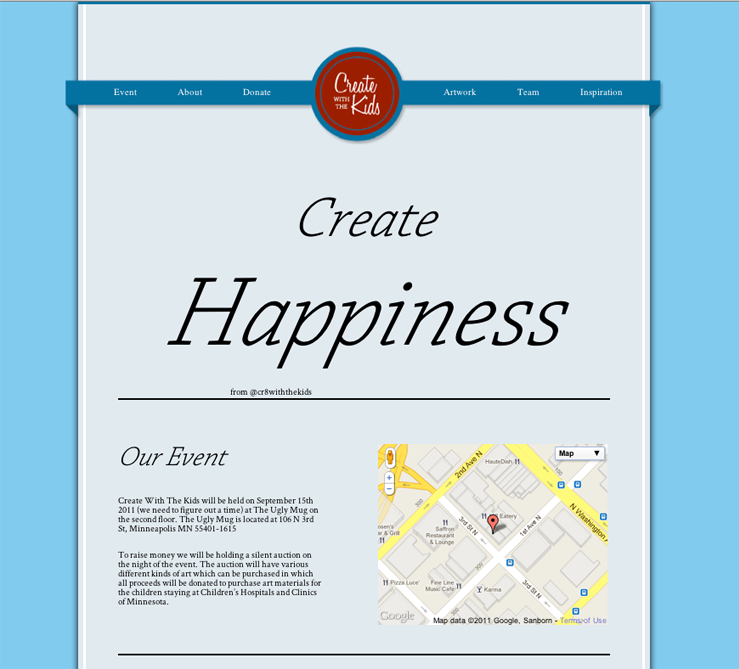 Event About Donate
Create
WITH
THE Kids
Artwork Team Inspiration
Create
Happiness
from @cr8withthekids
Our Event
Create With The Kids will be held on September 15th
2011 (we need to figure out a time) at The Ugly Mug on
the second floor. The Ugly Mug is located at 106 N 3rd
St, Minneapolis MN 55401-1615
To raise money we will be holding a silent auction on
the night of the event. The auction will have various
different kinds of art which can be purchased in which
all proceeds will be donated to purchase art materials for
the children staying at Children's Hospitals and Clinics
of Minnesota.
Map ▼
2nd Ave N
HauteDish
+
−
3rd St N
Eatery
1st Ave N
N Washington
Saffron
Restaurant
& Lounge
& Grill
Pizza Luce'
Fine Line
Music Cafe
Karma
3rd St N
Google
Map data ©2011 Google, Sanborn - Terms of Use